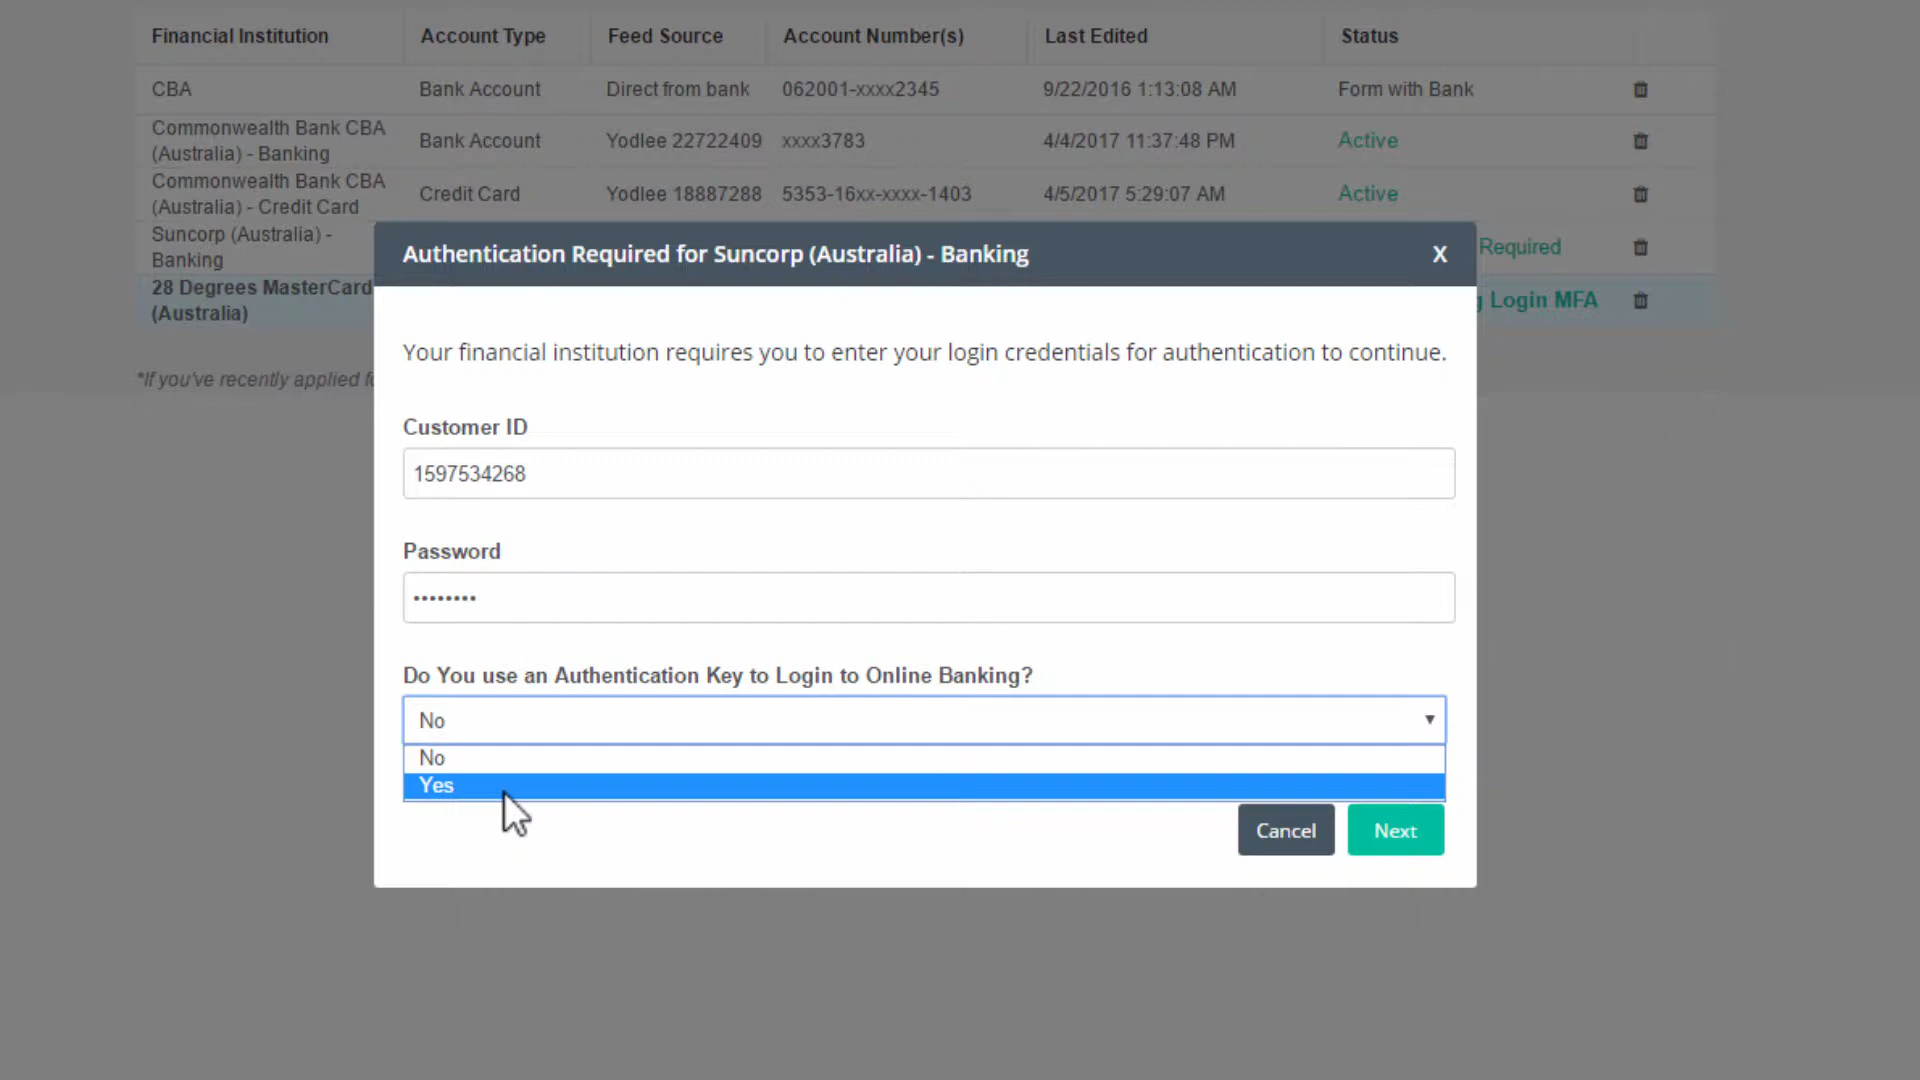 Financial Institution Account Type Feed Source Account Number(s) Last Edited Status
CBA Bank Account Direct from bank 062001-xxxx2345 9/22/2016 1:13:08 AM Form with Bank
Commonwealth Bank CBA
(Australia) - Banking Bank Account Yodlee 22722409 xxxx3783 4/4/2017 11:37:48 PM Active
Commonwealth Bank CBA
(Australia) - Credit Card Credit Card Yodlee 18887288 5353-16xx-xxxx-1403 4/5/2017 5:29:07 AM Active
Suncorp (Australia) -
Banking Required
28 Degrees MasterCard
(Australia) Login MFA
*If you've recently applied
Authentication Required for Suncorp (Australia) - Banking X
Your financial institution requires you to enter your login credentials for authentication to continue.
Customer ID
1597534268
Password
••••••••
Do You use an Authentication Key to Login to Online Banking?
No
No
Yes
Cancel Next